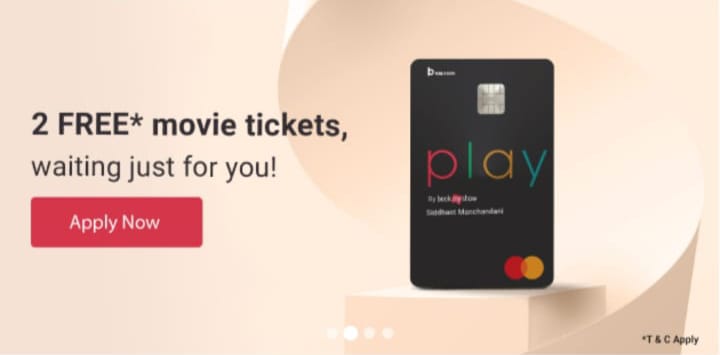 2 FREE* movie tickets,
waiting just for you!
Apply Now
play
By bookmyshow
Siddhant Manchandani
*T & C Apply